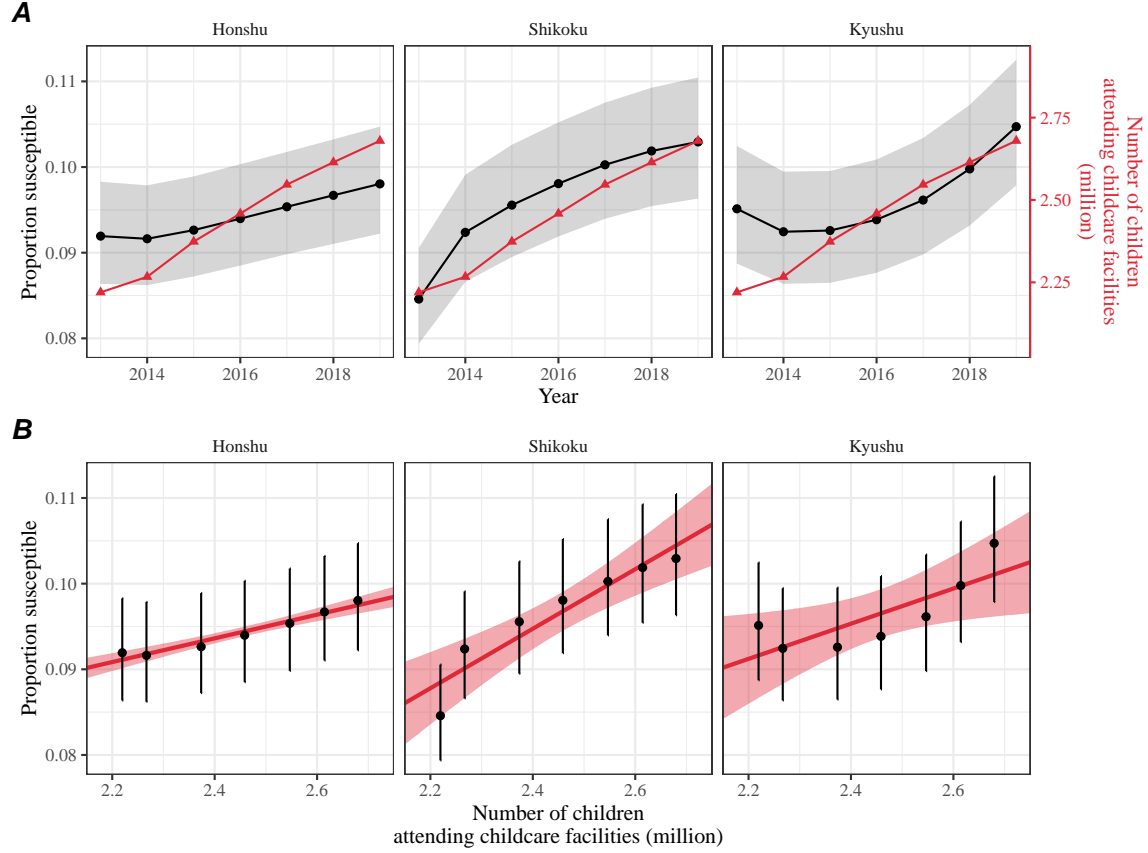 A
Honshu
Shikoku
Kyushu
Proportion susceptible
0.11
0.10
0.09
0.08
2.75
2.50
2.25
Number of children
attending childcare facilities
(million)
2014
2016
2018
2014
2016
2018
2014
2016
2018
Year
B
Honshu
Shikoku
Kyushu
Proportion susceptible
0.11
0.10
0.09
0.08
2.2
2.4
2.6
2.2
2.4
2.6
2.2
2.4
2.6
Number of children
attending childcare facilities (million)